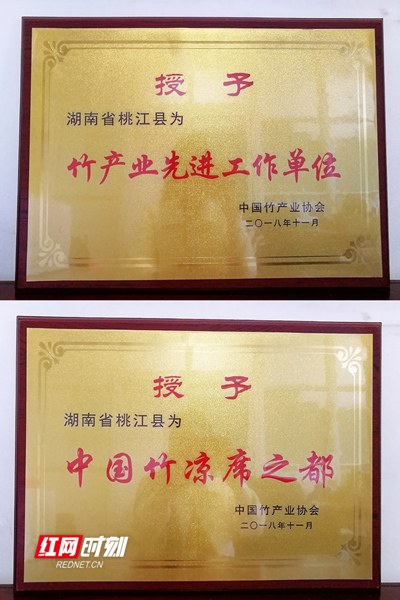 授予
湖南省桃江县为
竹产业先进工作单位
中国竹产业协会
二〇一八年十一月
授予
湖南省桃江县为
中国竹凉席之都
中国竹产业协会
二〇一八年十一月
红网时刻
REDNET.CN